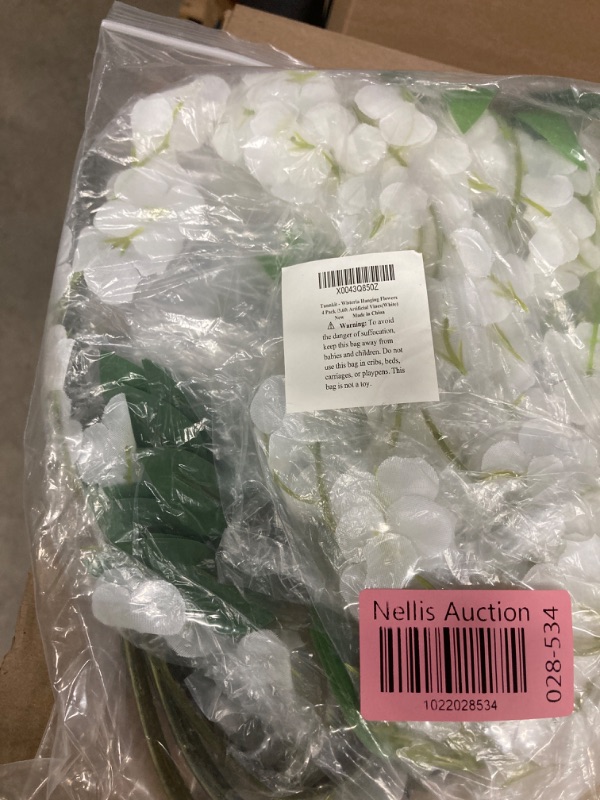 X0043Q850Z
- Wisteria Hanging Flowers
4 Pack, 3.6ft Artificial Vines(White)
New Made in China
⚠ Warning: To avoid
the danger of suffocation,
keep this bag away from
babies and children. Do not
use this bag in cribs, beds,
carriages, or playpens. This
bag is not a toy.
Nellis Auction
1022028534
028-534